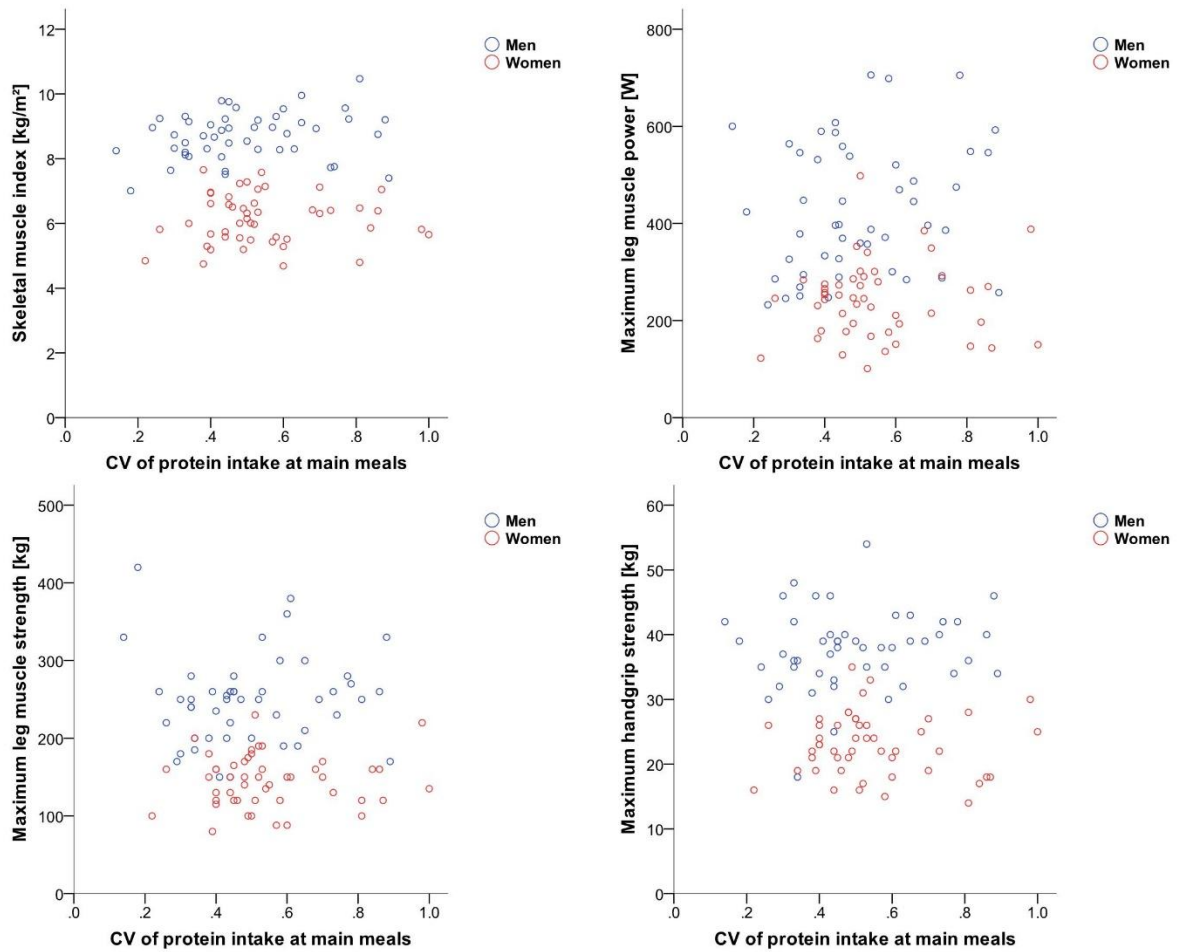 Skeletal muscle index [kg/m²]
12
10
8
6
4
2
0
.0 .2 .4 .6 .8 1.0
CV of protein intake at main meals
Men
Women
Maximum leg muscle power [W]
800
600
400
200
0
.0 .2 .4 .6 .8 1.0
CV of protein intake at main meals
Men
Women
Maximum leg muscle strength [kg]
500
400
300
200
100
0
.0 .2 .4 .6 .8 1.0
CV of protein intake at main meals
Men
Women
Maximum handgrip strength [kg]
60
50
40
30
20
10
0
.0 .2 .4 .6 .8 1.0
CV of protein intake at main meals
Men
Women